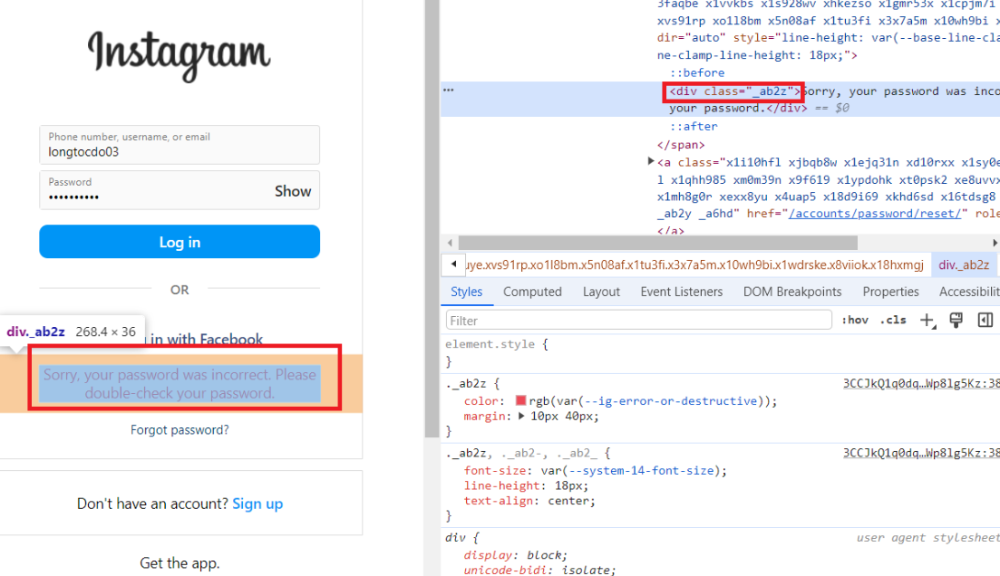 Instagram
Phone number, username, or email
longtocdo03
Password
••••••••••
Show
Log in
OR
div._ab2z 268.4 × 36
in with Facebook
Sorry, your password was incorrect. Please
double-check your password.
Forgot password?
Don't have an account? Sign up
Get the app.
3faqbe x1vvkbs x1s928wv xhkezso x1gmr53x x1cpjm7i
xvs91rp xo1l8bm x5n08af x1tu3fi x3x7a5m x10wh9bi x
dir="auto" style="line-height: var(--base-line-cla
ne-clamp-line-height: 18px;">
::before
<div class="_ab2z">Sorry, your password was inco
your password.</div> == $0
::after
</span>
<a class="x1i10hfl xjbqb8w x1ejq31n xd10rxx x1sy0e
l x1qhh985 xm0m39n x9f619 x1ypdohk xt0psk2 xe8uvvx
x1mh8g0r xexx8yu x4uap5 x18d9i69 xkhd6sd x16tdsg8
_ab2y _a6hd" href="/accounts/password/reset/" role
</a>
uye.xvs91rp.xo1l8bm.x5n08af.x1tu3fi.x3x7a5m.x10wh9bi.x1wdrske.x8viiok.x18hxmgj div._ab2z
Styles Computed Layout Event Listeners DOM Breakpoints Properties Accessibilit
Filter :hov .cls
element.style {
}
._ab2z { 3CCJkQ1q0dq…Wp8lg5Kz:38
color: rgb(var(--ig-error-or-destructive));
margin: 10px 40px;
}
._ab2z, ._ab2-, ._ab2_ { 3CCJkQ1q0dq…Wp8lg5Kz:38
font-size: var(--system-14-font-size);
line-height: 18px;
text-align: center;
}
div { user agent stylesheet
display: block;
unicode-bidi: isolate;